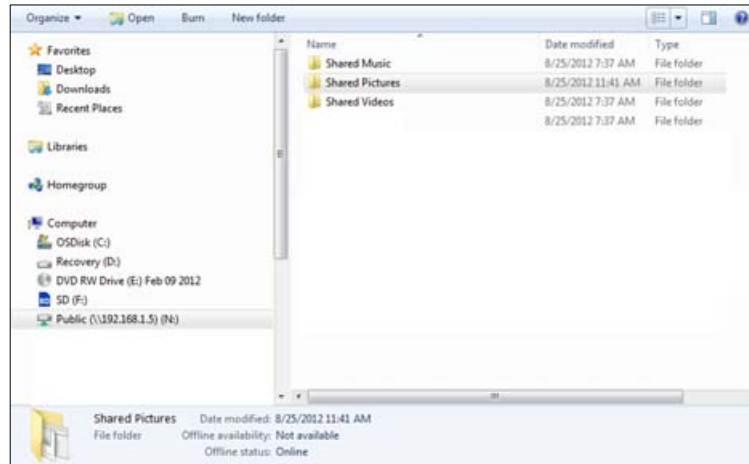 Organize Open Burn New folder
Favorites
Desktop
Downloads
Recent Places
Libraries
Homegroup
Computer
OSDisk (C:)
Recovery (D:)
DVD RW Drive (E:) Feb 09 2012
SD (F:)
Public (\\192.168.1.5) (N:)
Name Date modified Type
Shared Music 8/25/2012 7:37 AM File folder
Shared Pictures 8/25/2012 11:41 AM File folder
Shared Videos 8/25/2012 7:37 AM File folder
8/25/2012 7:37 AM File folder
Shared Pictures Date modified: 8/25/2012 11:41 AM
File folder Offline availability: Not available
Offline status: Online